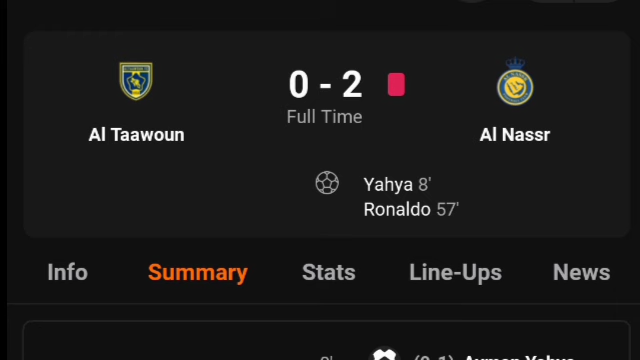 0 - 2
Full Time
Al Taawoun
Al Nassr
Yahya 8'
Ronaldo 57'
Info Summary Stats Line-Ups News